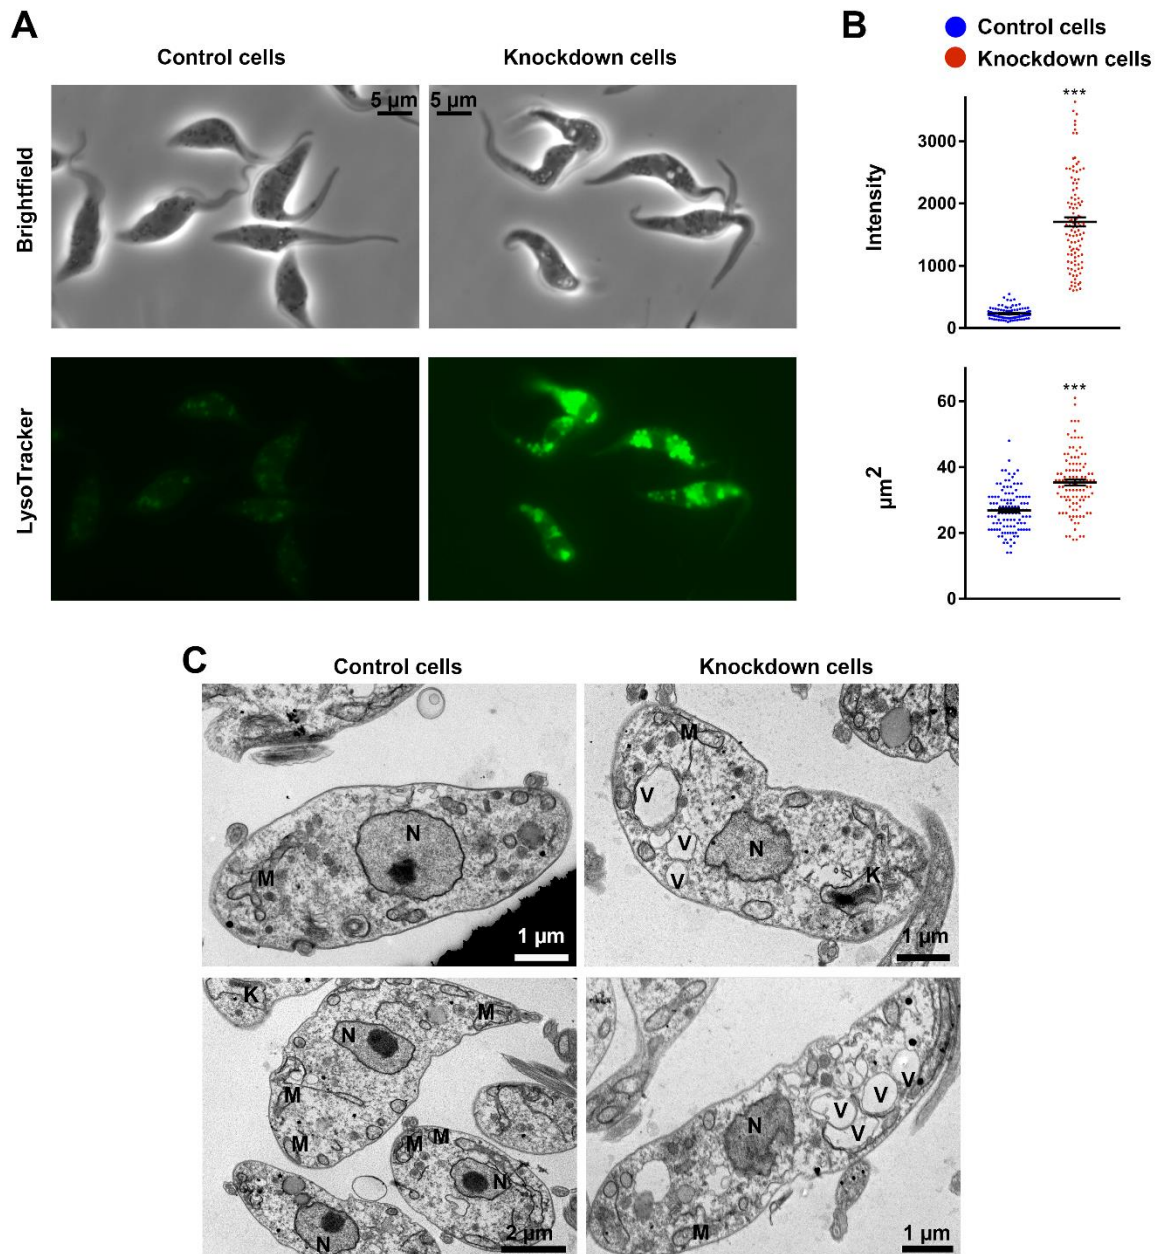 A
Control cells
Knockdown cells
Brightfield
5 µm
5 µm
LysoTracker
B
Control cells
Knockdown cells
Intensity
***
3000
2000
1000
0
µm²
***
60
40
20
0
C
Control cells
Knockdown cells
N
M
1 µm
M
V
V
V
N
K
1 µm
K
M
N
M
M
M
M
N
N
2 µm
V
V
V
V
N
M
1 µm